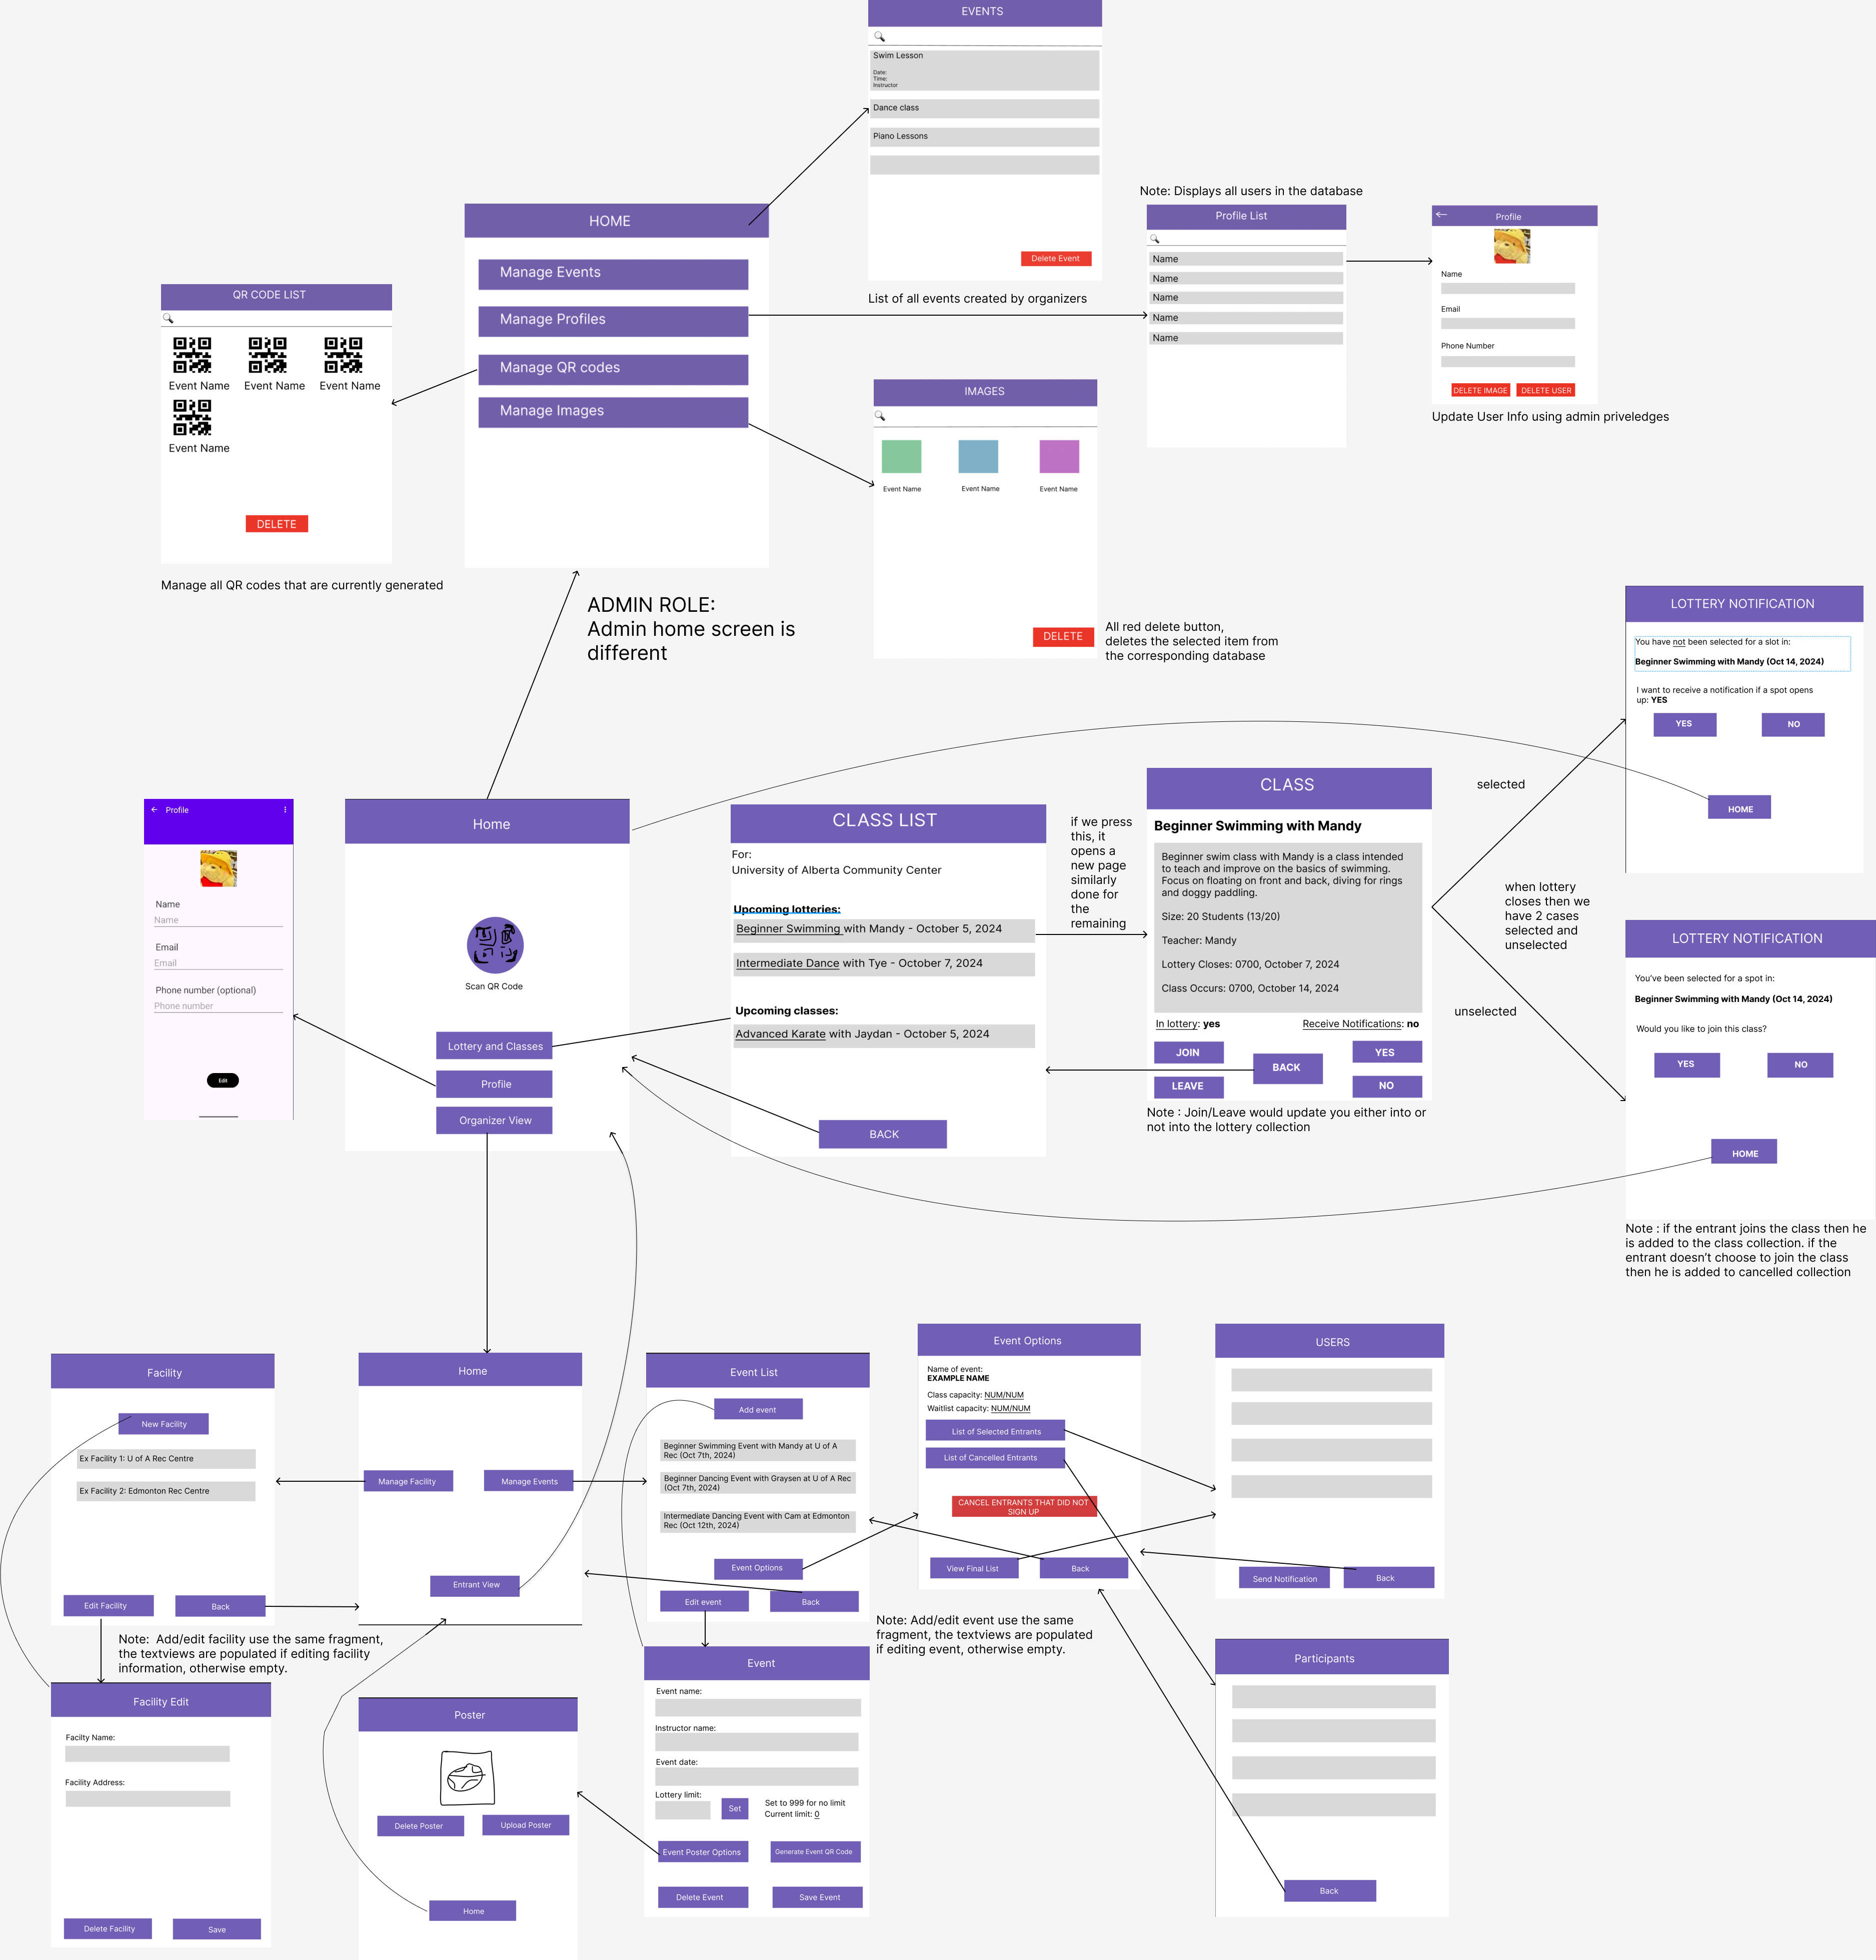 EVENTS
Swim Lesson
Date:
Time:
Instructor
Dance class
Piano Lessons
Delete Event
List of all events created by organizers
Note: Displays all users in the database
Profile List
Name
Name
Name
Name
Name
Profile
Name
Email
Phone Number
DELETE IMAGE
DELETE USER
Update User Info using admin priveledges
HOME
Manage Events
Manage Profiles
Manage QR codes
Manage Images
QR CODE LIST
Event Name
Event Name
Event Name
Event Name
DELETE
Manage all QR codes that are currently generated
IMAGES
Event Name
Event Name
Event Name
DELETE
All red delete button,
deletes the selected item from
the corresponding database
ADMIN ROLE:
Admin home screen is
different
LOTTERY NOTIFICATION
You have not been selected for a slot in:
Beginner Swimming with Mandy (Oct 14, 2024)
I want to receive a notification if a spot opens
up: YES
YES
NO
HOME
Profile
Name
Name
Email
Email
Phone number (optional)
Phone number
Edit
Home
Scan QR Code
Lottery and Classes
Profile
Organizer View
CLASS LIST
For:
University of Alberta Community Center
Upcoming lotteries:
Beginner Swimming with Mandy - October 5, 2024
Intermediate Dance with Tye - October 7, 2024
Upcoming classes:
Advanced Karate with Jaydan - October 5, 2024
BACK
if we press
this, it
opens a
new page
similarly
done for
the
remaining
CLASS
Beginner Swimming with Mandy
Beginner swim class with Mandy is a class intended
to teach and improve on the basics of swimming.
Focus on floating on front and back, diving for rings
and doggy paddling.
Size: 20 Students (13/20)
Teacher: Mandy
Lottery Closes: 0700, October 7, 2024
Class Occurs: 0700, October 14, 2024
In lottery: yes
Receive Notifications: no
JOIN
LEAVE
BACK
YES
NO
Note : Join/Leave would update you either into or
not into the lottery collection
selected
when lottery
closes then we
have 2 cases
selected and
unselected
unselected
LOTTERY NOTIFICATION
You've been selected for a spot in:
Beginner Swimming with Mandy (Oct 14, 2024)
Would you like to join this class?
YES
NO
HOME
Note : if the entrant joins the class then he
is added to the class collection. if the
entrant doesn't choose to join the class
then he is added to cancelled collection
Facility
New Facility
Ex Facility 1: U of A Rec Centre
Ex Facility 2: Edmonton Rec Centre
Edit Facility
Back
Note: Add/edit facility use the same fragment,
the textviews are populated if editing facility
information, otherwise empty.
Home
Manage Facility
Manage Events
Entrant View
Event List
Add event
Beginner Swimming Event with Mandy at U of A
Rec (Oct 7th, 2024)
Beginner Dancing Event with Graysen at U of A Rec
(Oct 7th, 2024)
Intermediate Dancing Event with Cam at Edmonton
Rec (Oct 12th, 2024)
Event Options
Edit event
Back
Note: Add/edit event use the same
fragment, the textviews are populated
if editing event, otherwise empty.
Event Options
Name of event:
EXAMPLE NAME
Class capacity: NUM/NUM
Waitlist capacity: NUM/NUM
List of Selected Entrants
List of Cancelled Entrants
CANCEL ENTRANTS THAT DID NOT
SIGN UP
View Final List
Back
USERS
Send Notification
Back
Facility Edit
Facilty Name:
Facility Address:
Delete Facility
Save
Poster
Delete Poster
Upload Poster
Home
Event
Event name:
Instructor name:
Event date:
Lottery limit:
Set
Set to 999 for no limit
Current limit: 0
Event Poster Options
Generate Event QR Code
Delete Event
Save Event
Participants
Back